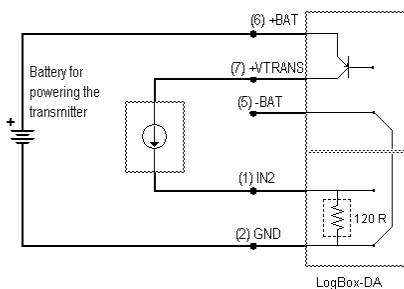 (6) +BAT
(7) +VTRANS
Battery for
powering the
transmitter
(5) -BAT
+
(1) IN2
120 R
(2) GND
LogBox-DA